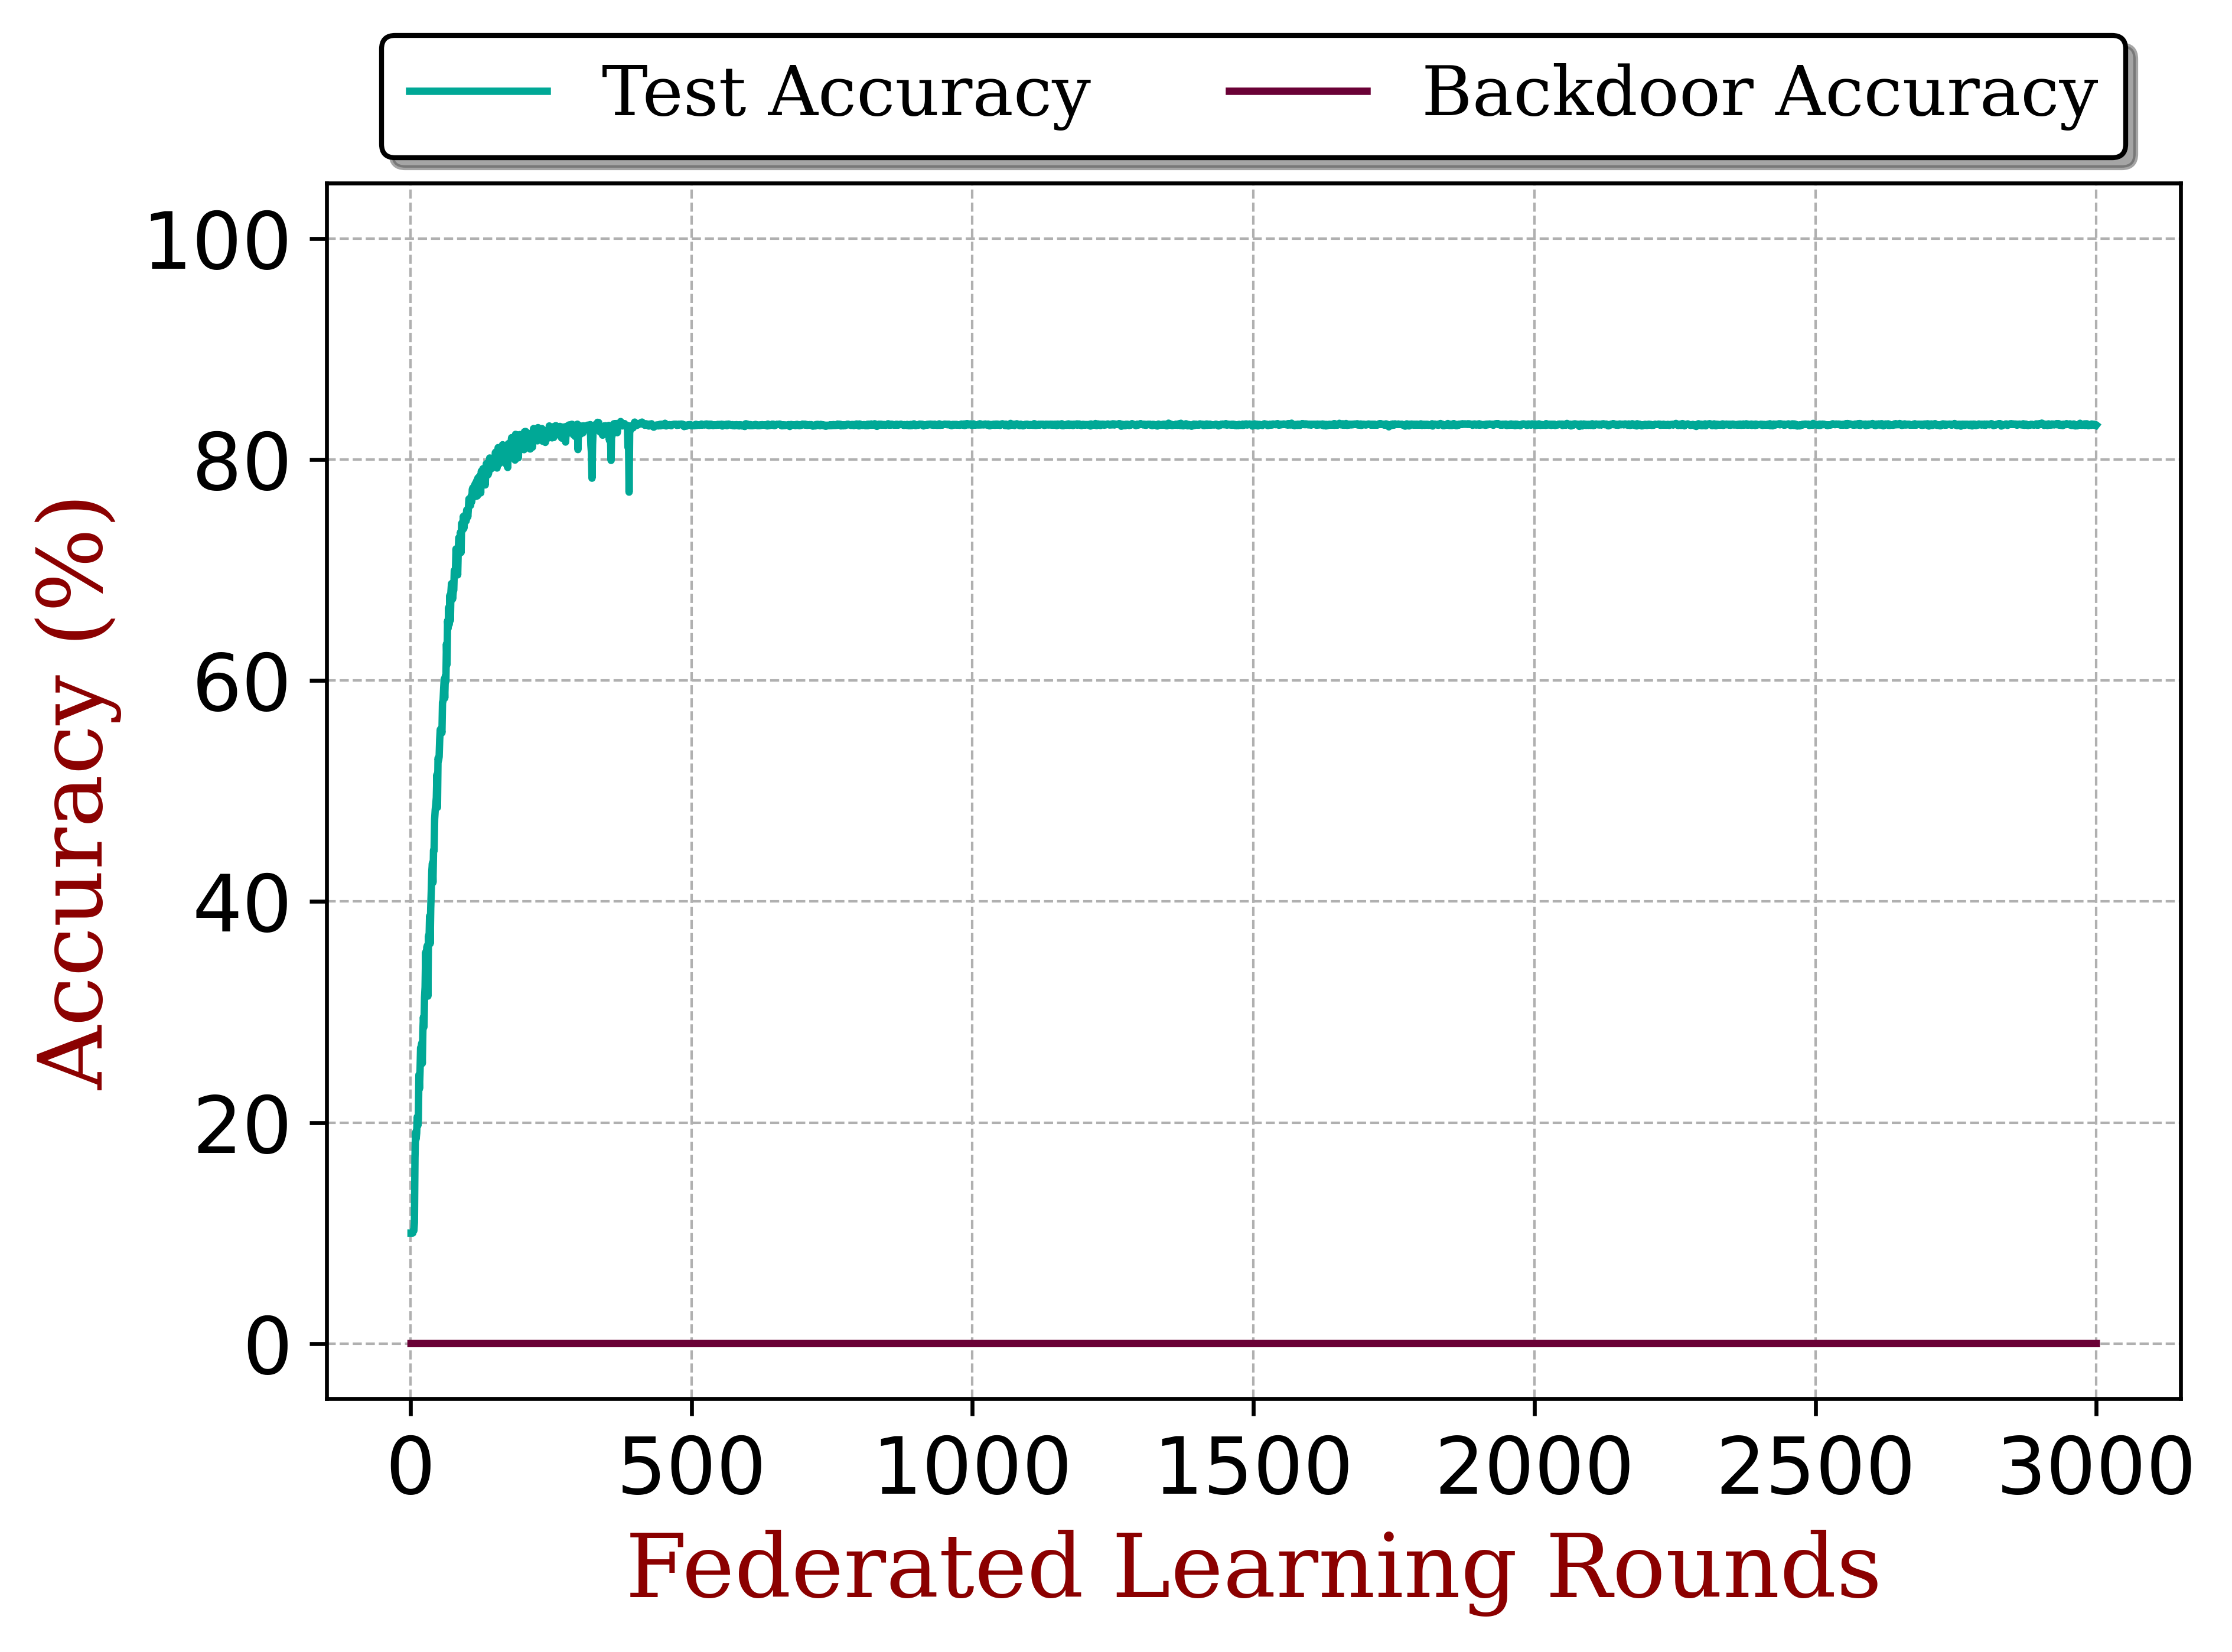 Test Accuracy Backdoor Accuracy
100
80
60
40
20
0
Accuracy (%)
0 500 1000 1500 2000 2500 3000
Federated Learning Rounds